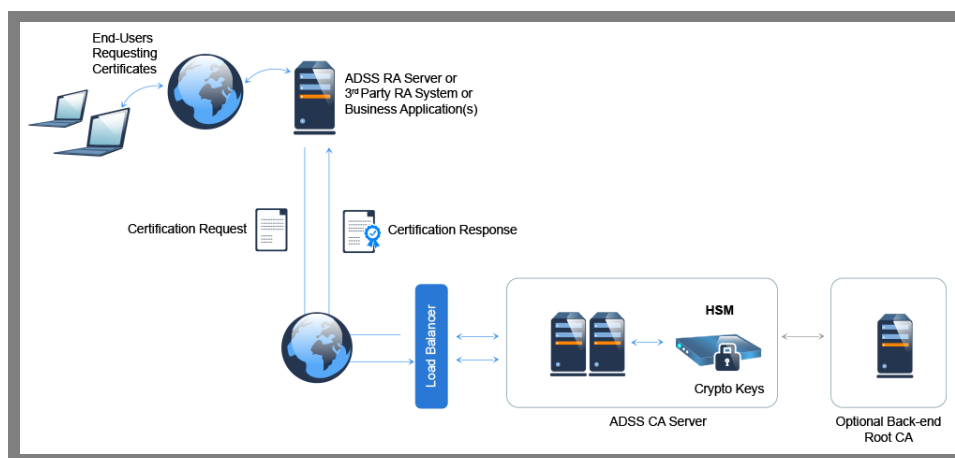 End-Users
Requesting
Certificates
ADSS RA Server or
3rd Party RA System or
Business Application(s)
Certification Request
Certification Response
Load Balancer
HSM
Crypto Keys
ADSS CA Server
Optional Back-end
Root CA